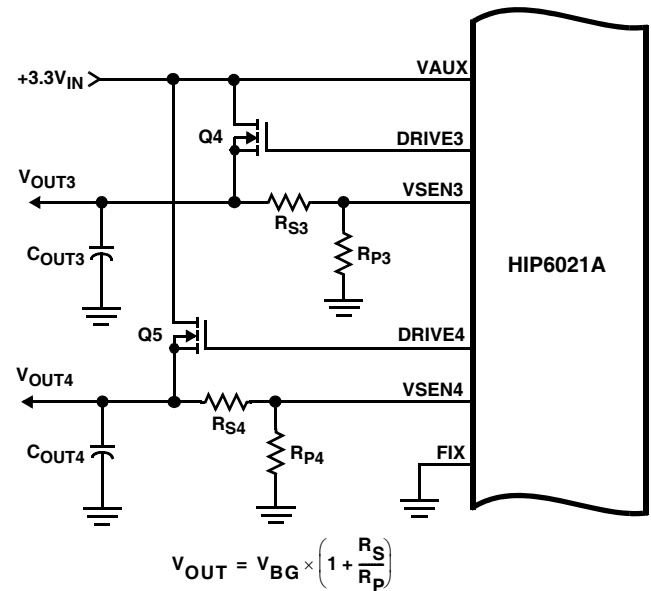 +3.3VIN
VAUX
Q4
DRIVE3
VOUT3
VSEN3
RS3
COUT3
RP3
HIP6021A
Q5
DRIVE4
VOUT4
VSEN4
RS4
COUT4
RP4
FIX
VOUT = VBG × (1 + RS/RP)